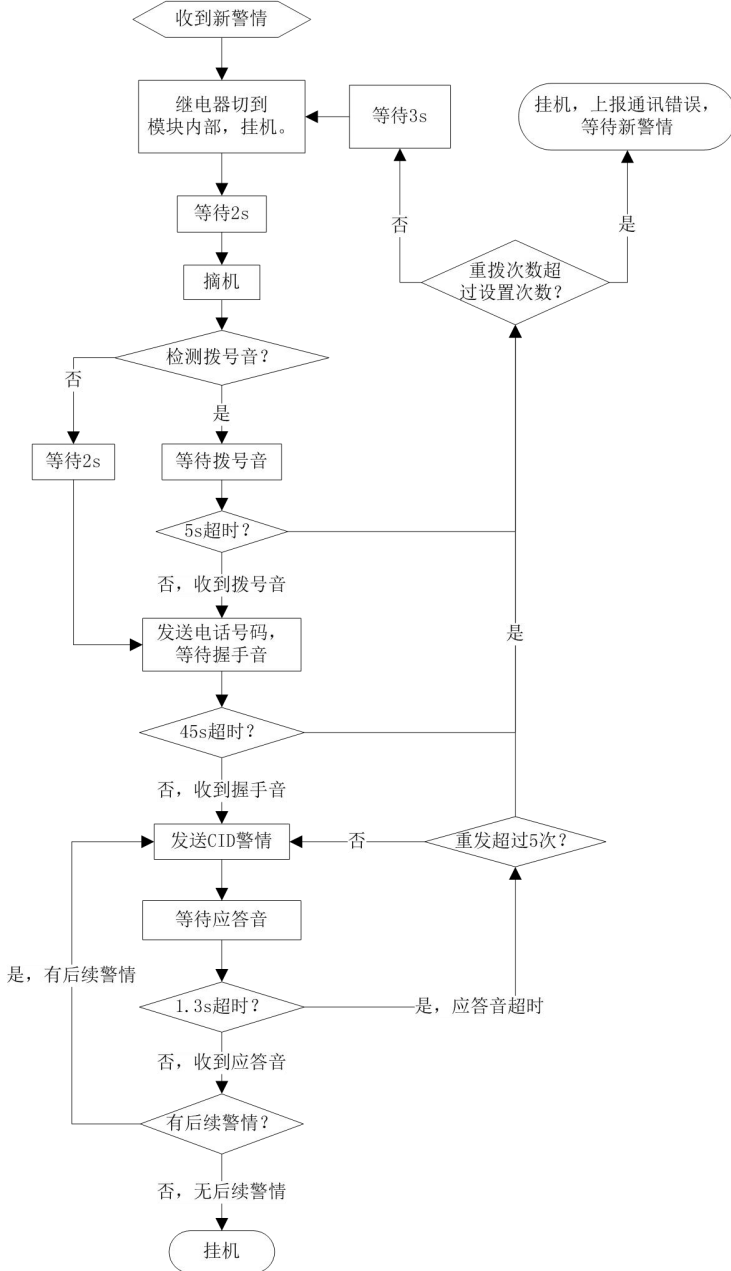 收到新警情
继电器切到
模块内部，挂机。
等待3s
挂机，上报通讯错误，
等待新警情
等待2s
否
是
摘机
重拨次数超
过设置次数？
检测拨号音？
否
是
等待2s
等待拨号音
5s超时？
否，收到拨号音
发送电话号码，
等待握手音
是
45s超时？
否，收到握手音
发送CID警情
否
重发超过5次？
等待应答音
是，有后续警情
1.3s超时？
是，应答音超时
否，收到应答音
有后续警情？
否，无后续警情
挂机